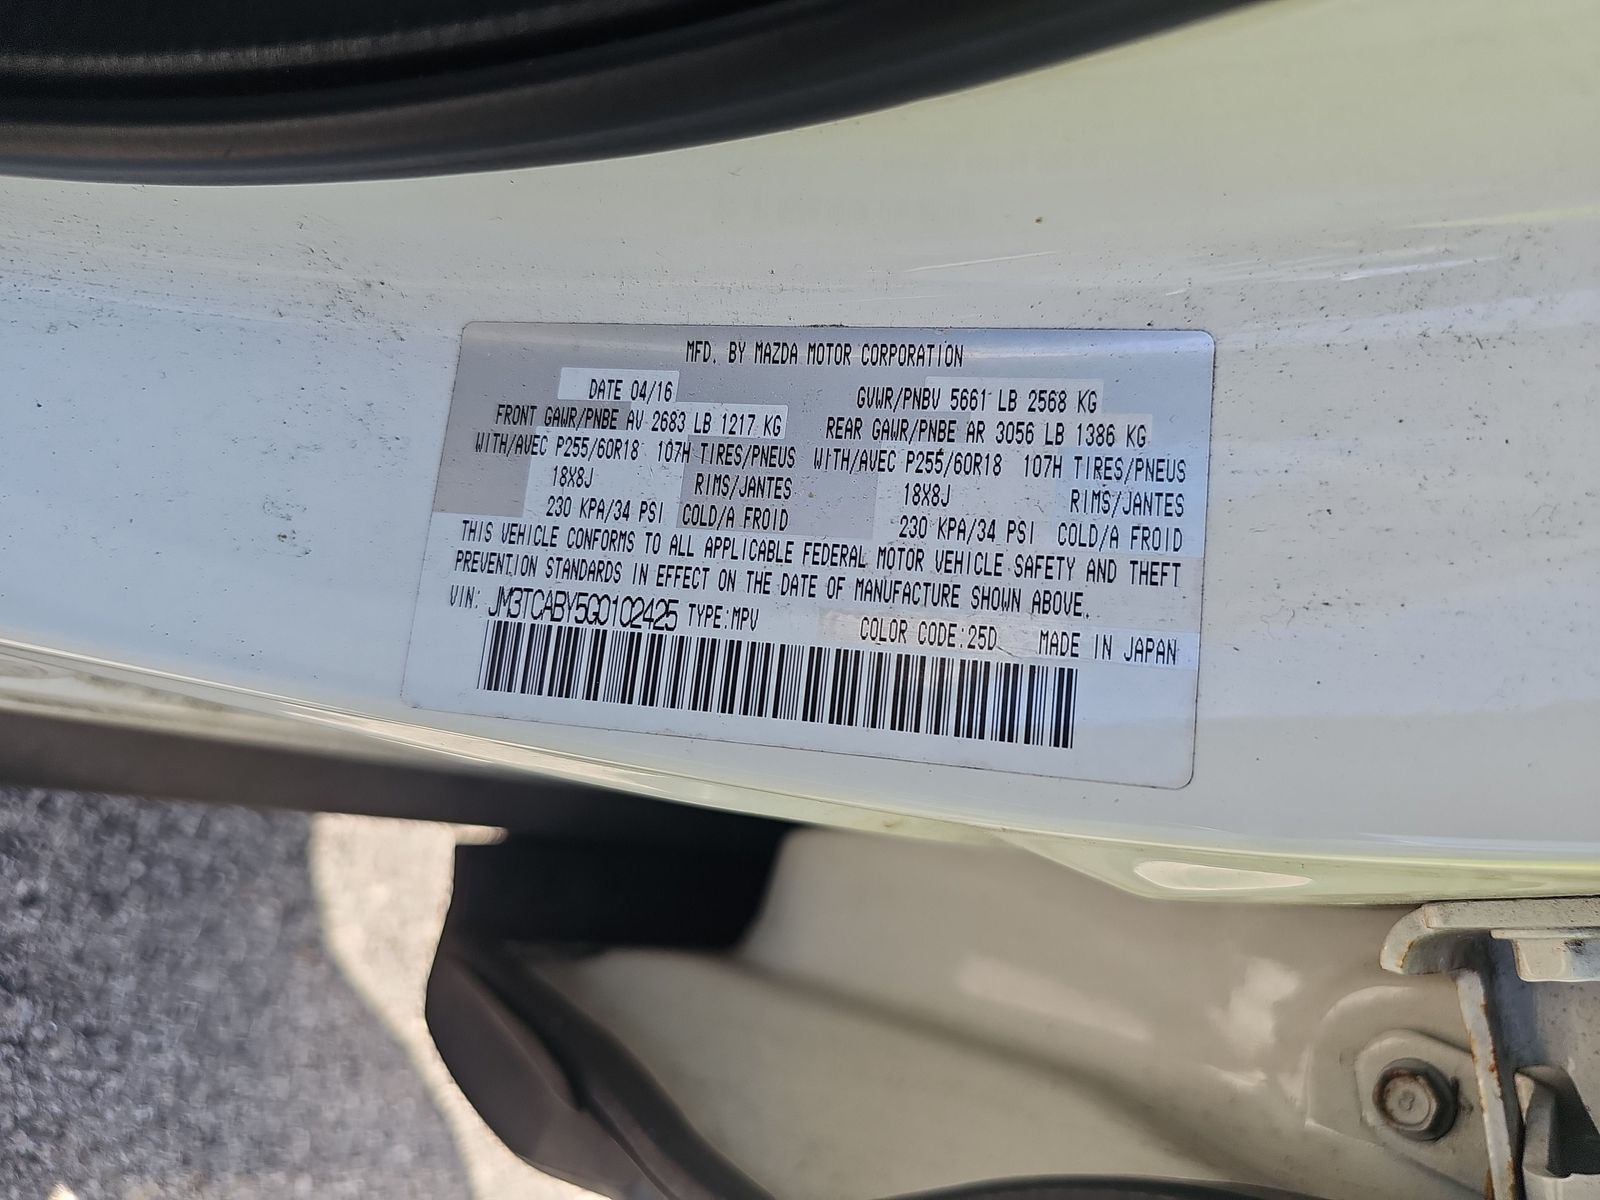 MFD. BY MAZDA MOTOR CORPORATION
DATE 04/16 GVWR/PNBV 5661 LB 2568 KG
FRONT GAWR/PNBE AV 2683 LB 1217 KG REAR GAWR/PNBE AR 3056 LB 1386 KG
WITH/AVEC P255/60R18 107H TIRES/PNEUS WITH/AVEC P255/60R18 107H TIRES/PNEUS
18X8J RIMS/JANTES 18X8J RIMS/JANTES
230 KPA/34 PSI COLD/A FROID 230 KPA/34 PSI COLD/A FROID
THIS VEHICLE CONFORMS TO ALL APPLICABLE FEDERAL MOTOR VEHICLE SAFETY AND THEFT
PREVENTION STANDARDS IN EFFECT ON THE DATE OF MANUFACTURE SHOWN ABOVE.
VIN: JM3TCABY5G0102425 TYPE:MPV COLOR CODE:25D MADE IN JAPAN